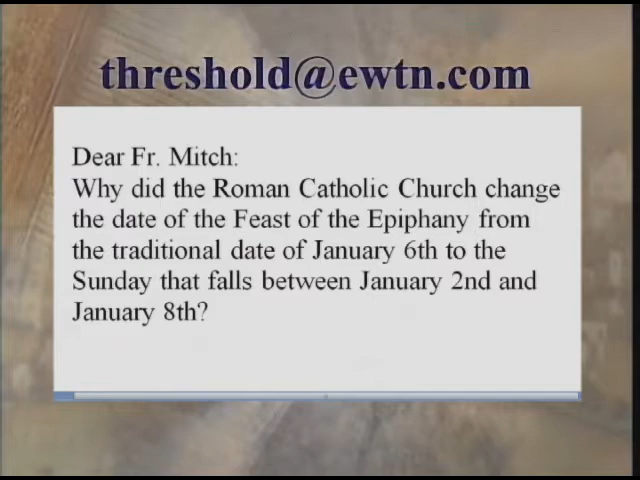 threshold@ewtn.com
Dear Fr. Mitch:
Why did the Roman Catholic Church change
the date of the Feast of the Epiphany from
the traditional date of January 6th to the
Sunday that falls between January 2nd and
January 8th?